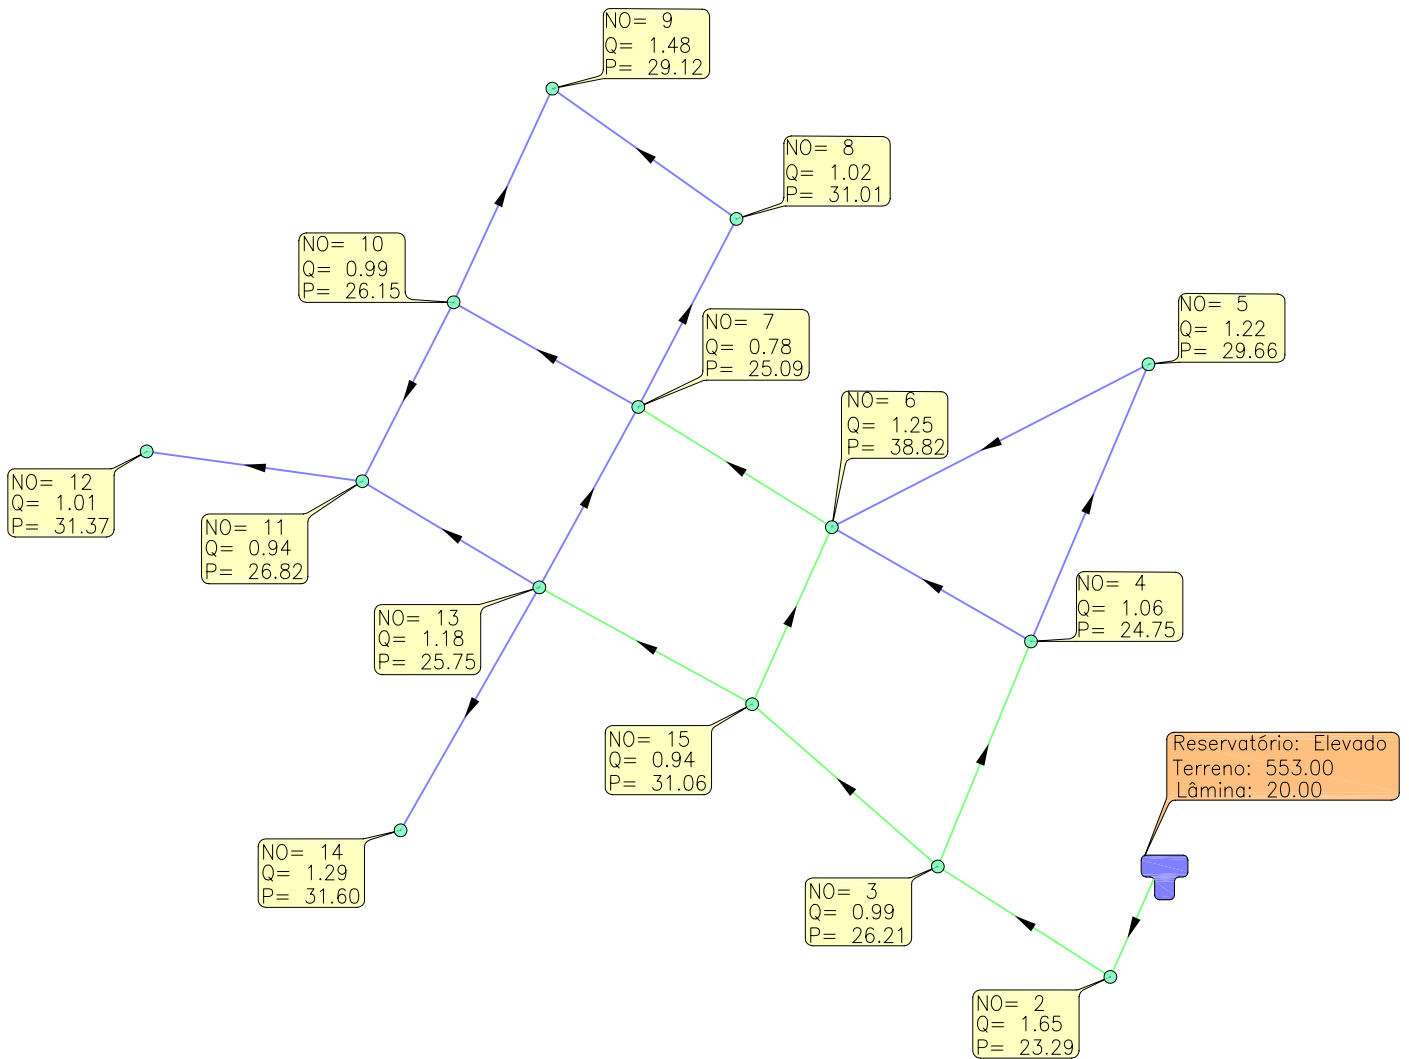 NO= 9
Q= 1.48
P= 29.12
NO= 8
Q= 1.02
P= 31.01
NO= 10
Q= 0.99
P= 26.15
NO= 5
Q= 1.22
P= 29.66
NO= 7
Q= 0.78
P= 25.09
NO= 6
Q= 1.25
P= 38.82
NO= 12
Q= 1.01
P= 31.37
NO= 11
Q= 0.94
P= 26.82
NO= 4
Q= 1.06
P= 24.75
NO= 13
Q= 1.18
P= 25.75
NO= 15
Q= 0.94
P= 31.06
Reservatório: Elevado
Terreno: 553.00
Lâmina: 20.00
NO= 14
Q= 1.29
P= 31.60
NO= 3
Q= 0.99
P= 26.21
NO= 2
Q= 1.65
P= 23.29